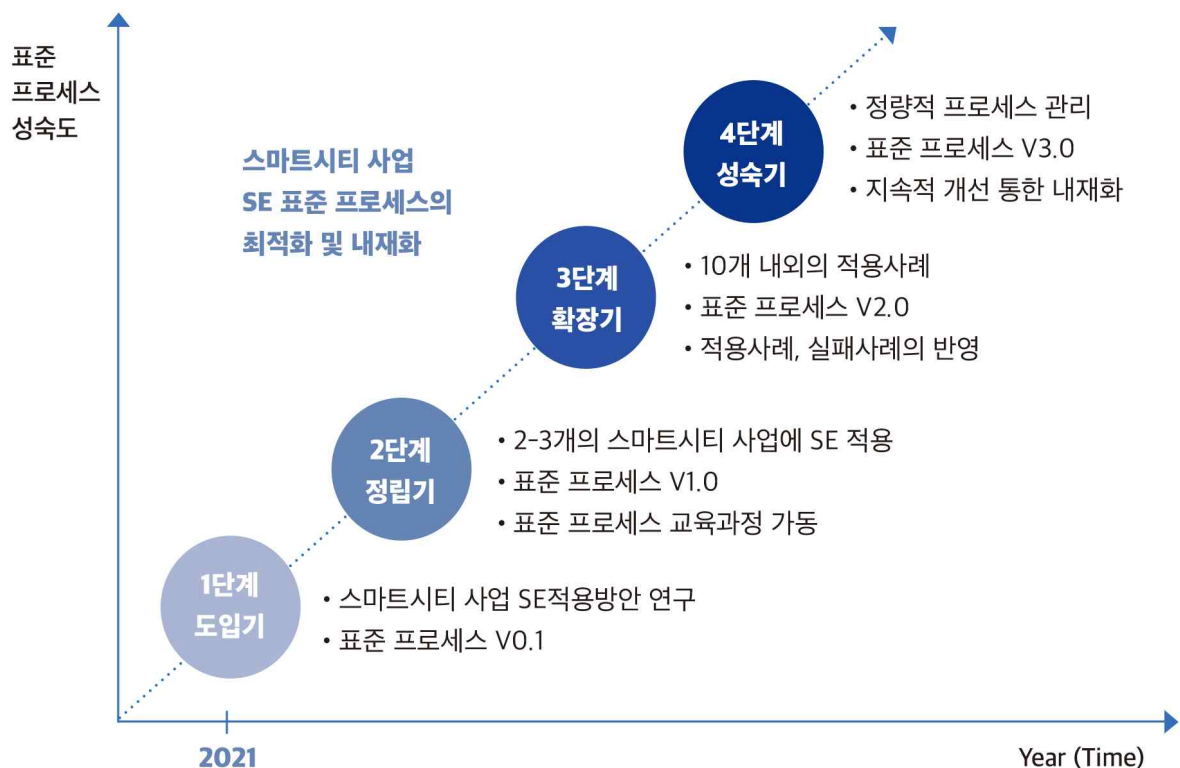 표준
프로세스
성숙도
스마트시티 사업
SE 표준 프로세스의
최적화 및 내재화
4단계
성숙기
• 정량적 프로세스 관리
• 표준 프로세스 V3.0
• 지속적 개선 통한 내재화
3단계
확장기
• 10개 내외의 적용사례
• 표준 프로세스 V2.0
• 적용사례, 실패사례의 반영
2단계
정립기
• 2-3개의 스마트시티 사업에 SE 적용
• 표준 프로세스 V1.0
• 표준 프로세스 교육과정 가동
1단계
도입기
• 스마트시티 사업 SE적용방안 연구
• 표준 프로세스 V0.1
2021
Year (Time)